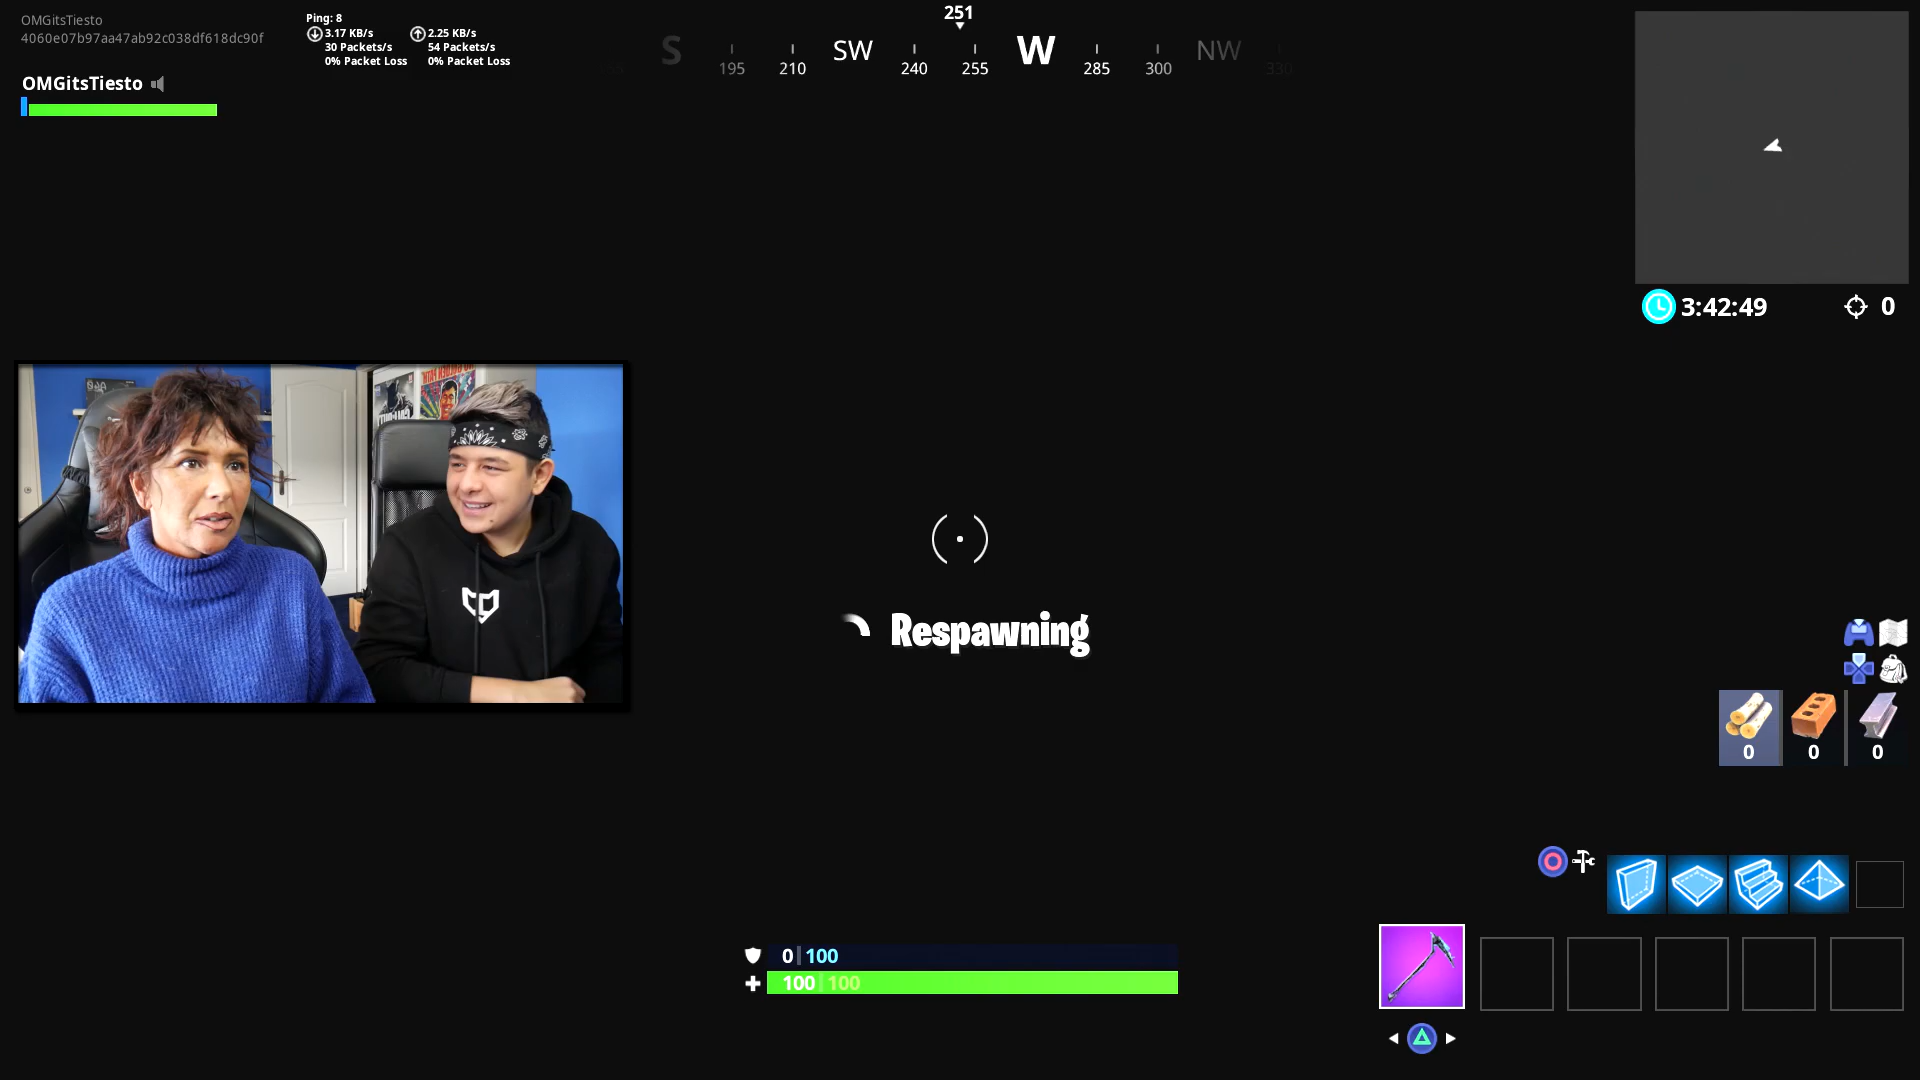 OMGitsTiesto
4060e07b97aa47ab92c038df618dc90f
Ping: 8
3.17 KB/s
2.25 KB/s
30 Packets/s
54 Packets/s
0% Packet Loss
0% Packet Loss
OMGitsTiesto
251
S 195 210 SW 240 255 W 285 300 NW 330
3:42:49
0
Respawning
0 0 0
0 | 100
100 | 100